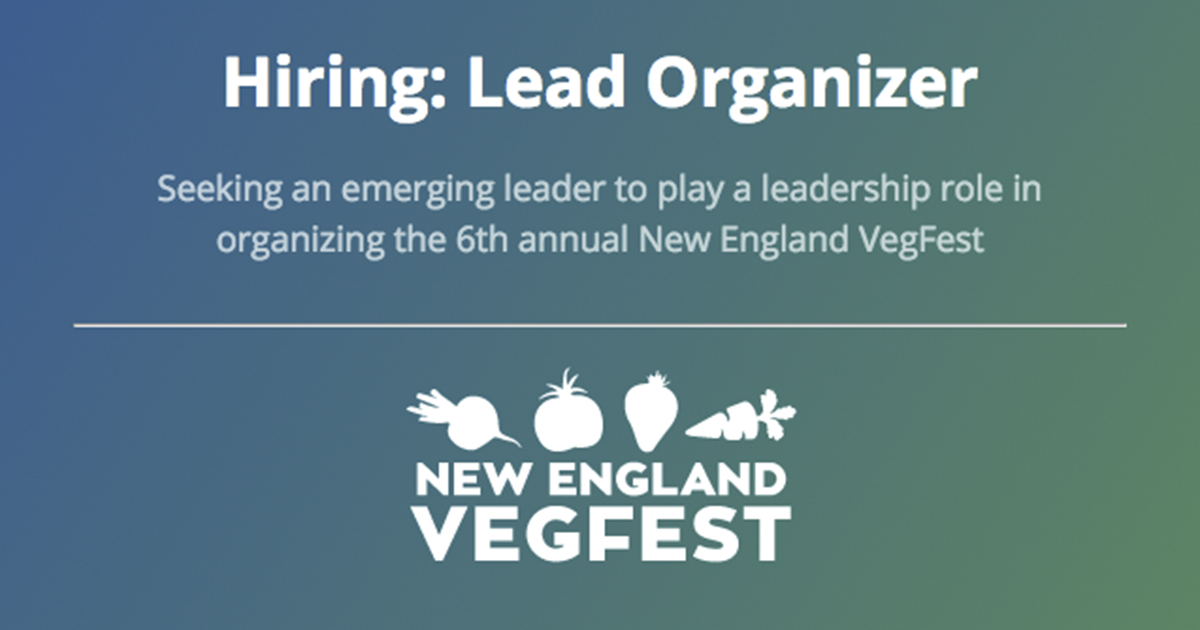 Hiring: Lead Organizer
Seeking an emerging leader to play a leadership role in
organizing the 6th annual New England VegFest
NEW ENGLAND
VEGFEST